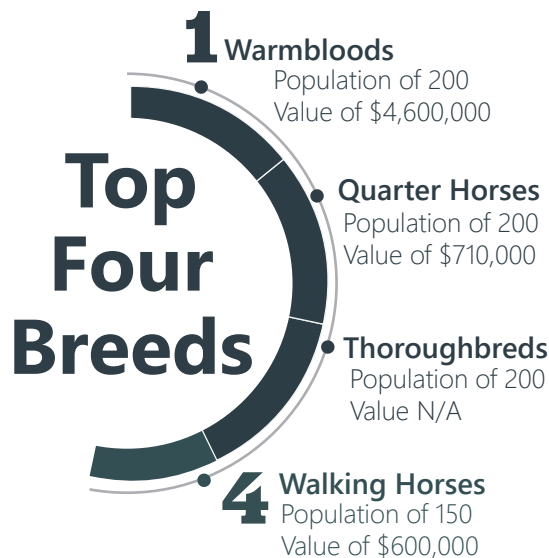 1 Warmbloods
Population of 200
Value of $4,600,000
Top
Four
Breeds
Quarter Horses
Population of 200
Value of $710,000
Thoroughbreds
Population of 200
Value N/A
4 Walking Horses
Population of 150
Value of $600,000